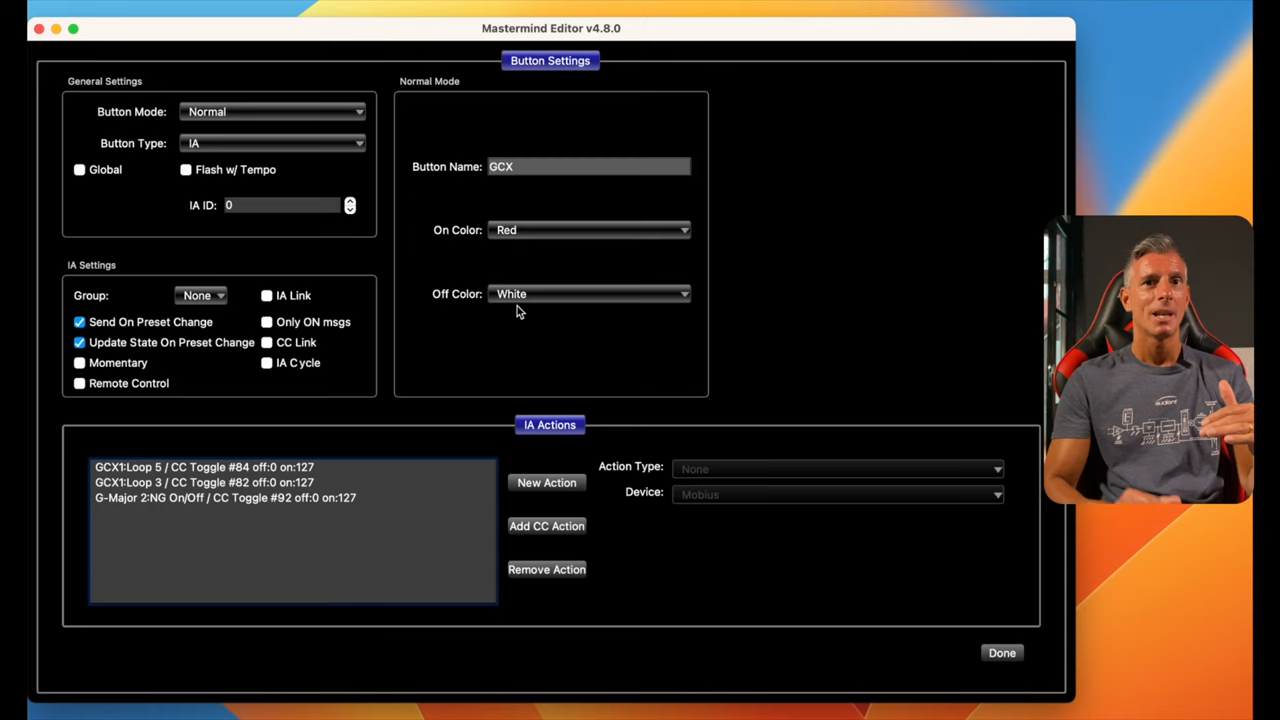 Mastermind Editor v4.8.0
Button Settings
General Settings
Button Mode: Normal
Button Type: IA
Global
Flash w/ Tempo
IA ID: 0
Normal Mode
Button Name: GCX
On Color: Red
Off Color: White
IA Settings
Group: None
IA Link
Send On Preset Change
Only ON msgs
Update State On Preset Change
CC Link
Momentary
IA Cycle
Remote Control
IA Actions
GCX1:Loop 5 / CC Toggle #84 off:0 on:127
GCX1:Loop 3 / CC Toggle #82 off:0 on:127
G-Major 2:NG On/Off / CC Toggle #92 off:0 on:127
New Action
Add CC Action
Remove Action
Action Type: None
Device: Mobius
Done
audient